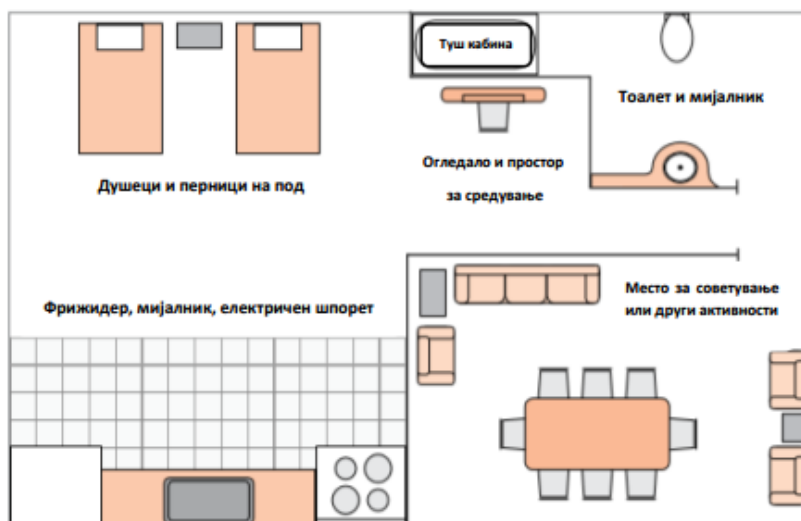 Туш кабина
Тоалет и мијалник
Огледало и простор
за средување
Душеци и перници на под
Место за советување
или други активности
Фрижидер, мијалник, електричен шпорет